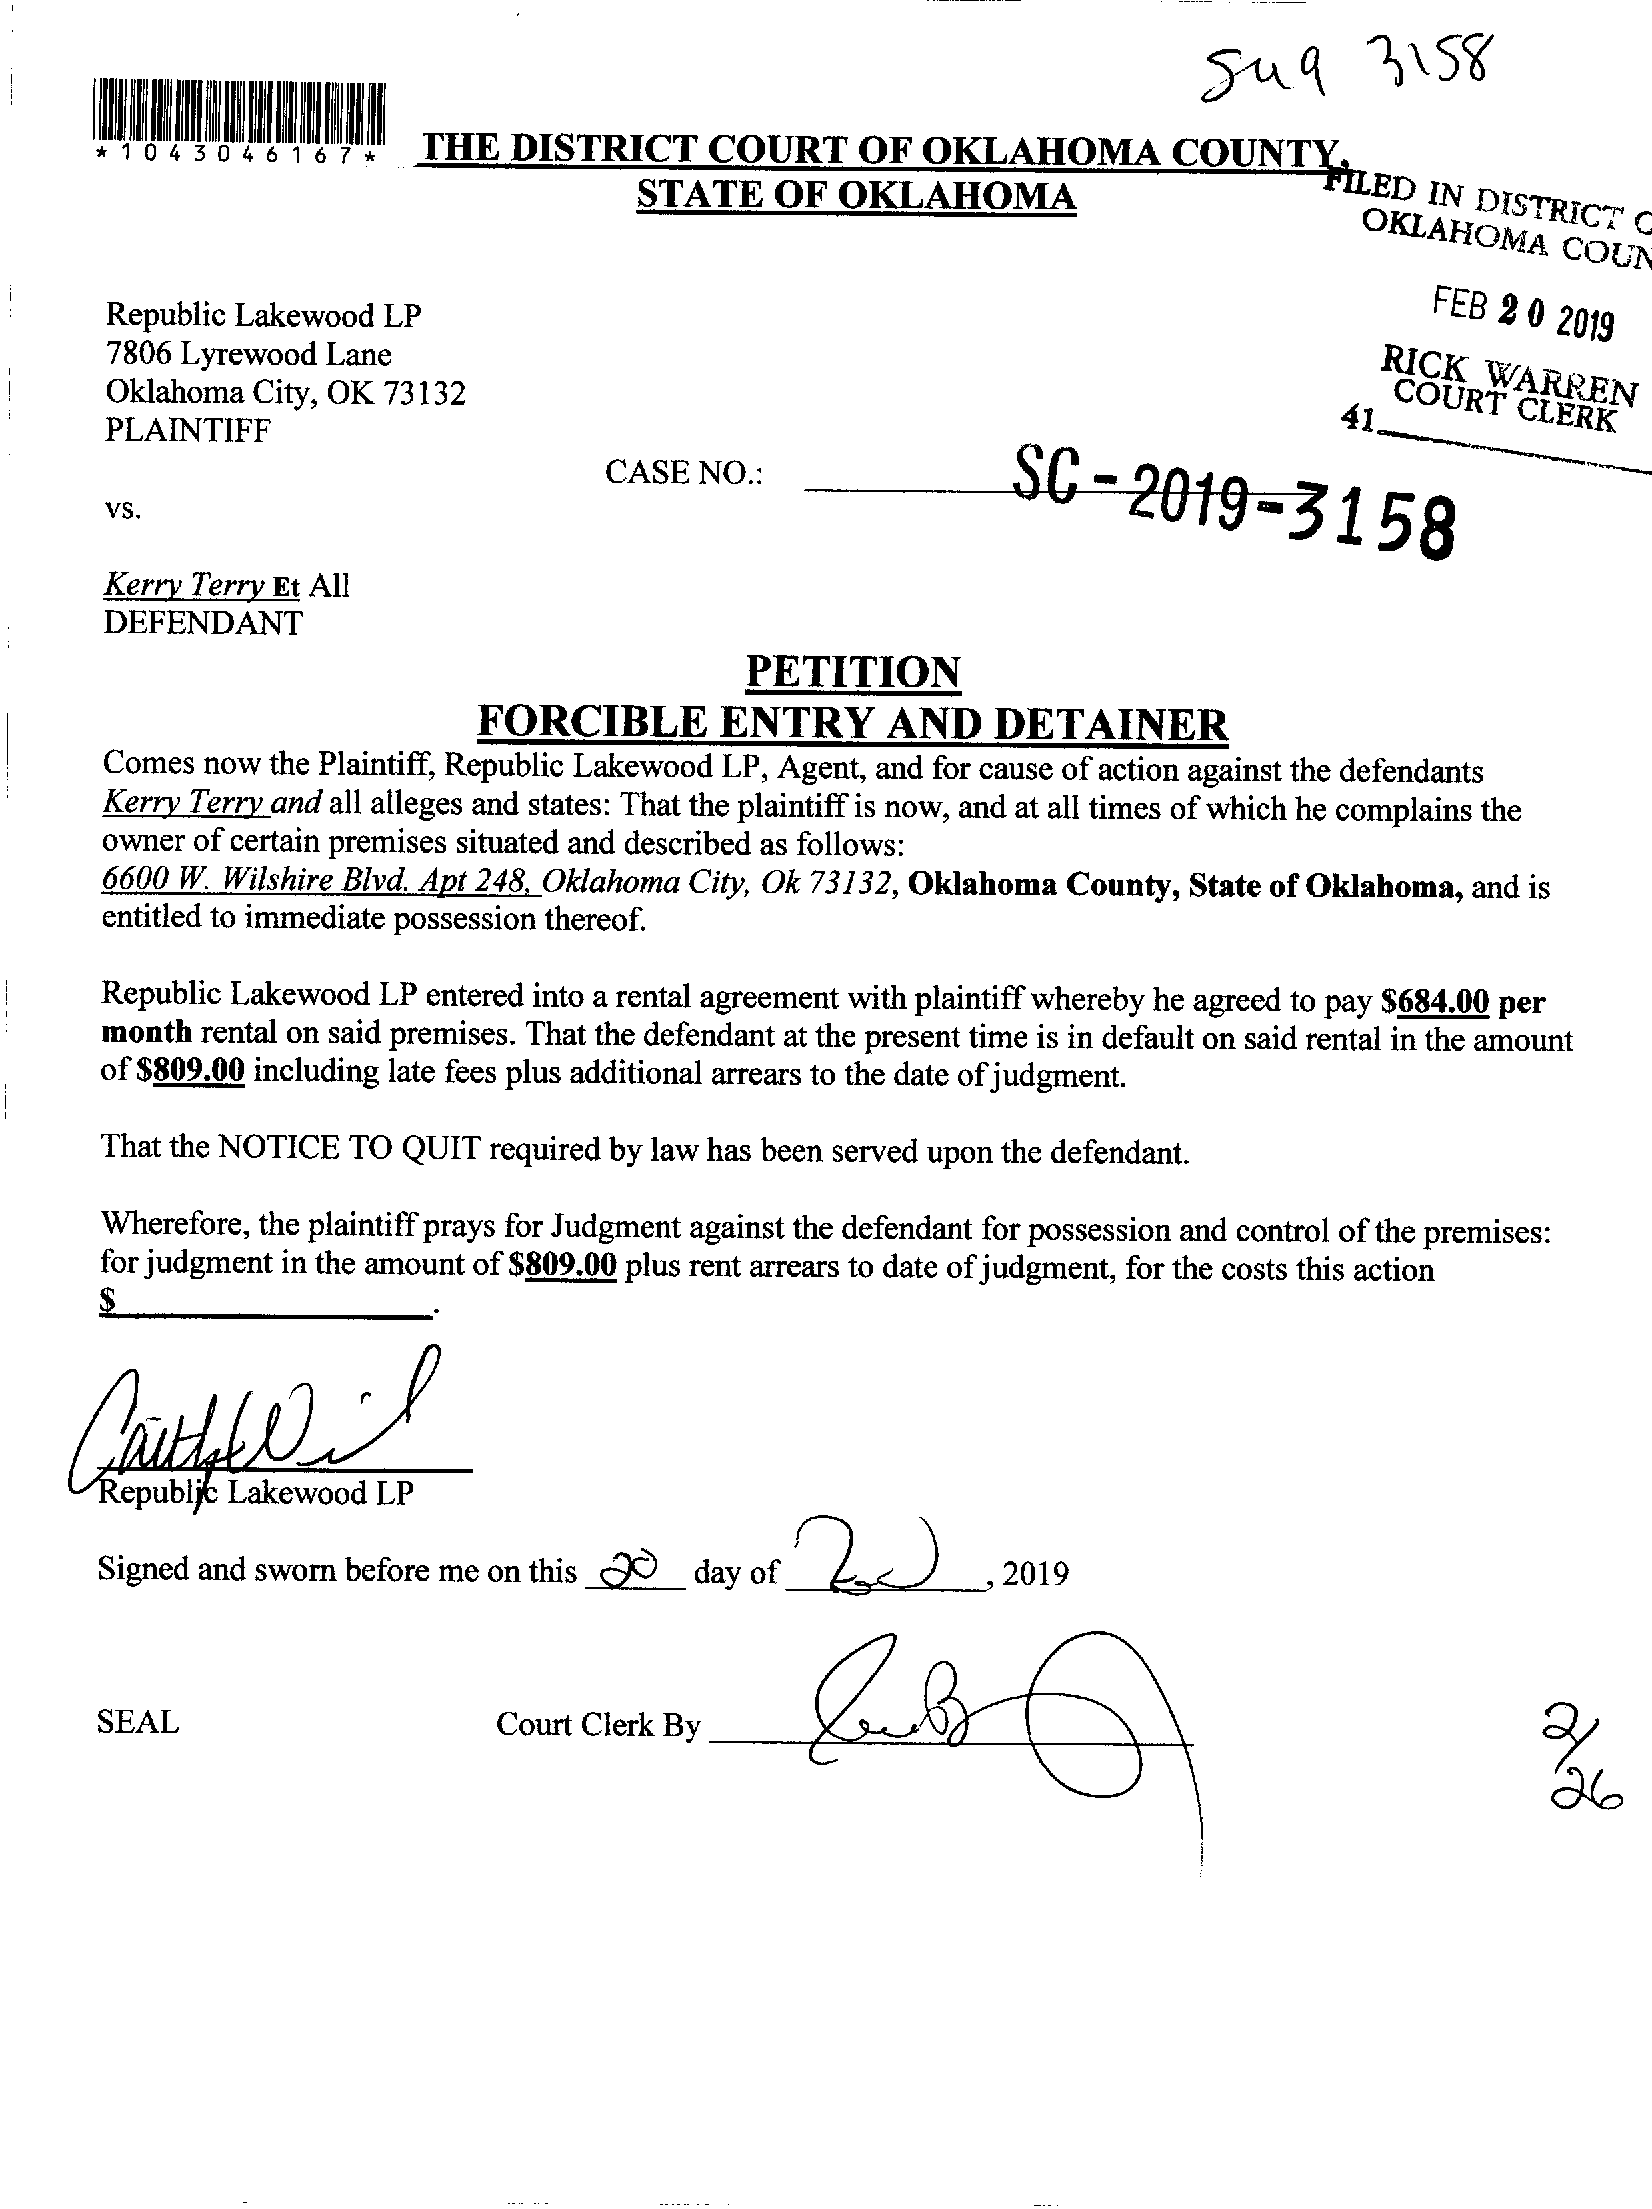 3158
*1043046167*
THE DISTRICT COURT OF OKLAHOMA COUNTY,
STATE OF OKLAHOMA
FILED IN DISTRICT C
OKLAHOMA COUN
FEB 20 2019
RICK WARREN
COURT CLERK
41
Republic Lakewood LP
7806 Lyrewood Lane
Oklahoma City, OK 73132
PLAINTIFF
CASE NO.: SC-2019-3158
vs.
Kerry Terry Et All
DEFENDANT
PETITION
FORCIBLE ENTRY AND DETAINER
Comes now the Plaintiff, Republic Lakewood LP, Agent, and for cause of action against the defendants
Kerry Terry and all alleges and states: That the plaintiff is now, and at all times of which he complains the
owner of certain premises situated and described as follows:
6600 W. Wilshire Blvd. Apt 248, Oklahoma City, Ok 73132, Oklahoma County, State of Oklahoma, and is
entitled to immediate possession thereof.
Republic Lakewood LP entered into a rental agreement with plaintiff whereby he agreed to pay $684.00 per
month rental on said premises. That the defendant at the present time is in default on said rental in the amount
of $809.00 including late fees plus additional arrears to the date of judgment.
That the NOTICE TO QUIT required by law has been served upon the defendant.
Wherefore, the plaintiff prays for Judgment against the defendant for possession and control of the premises:
for judgment in the amount of $809.00 plus rent arrears to date of judgment, for the costs this action
$ .
Republic Lakewood LP
Signed and sworn before me on this 20 day of , 2019
SEAL
Court Clerk By
2/
26